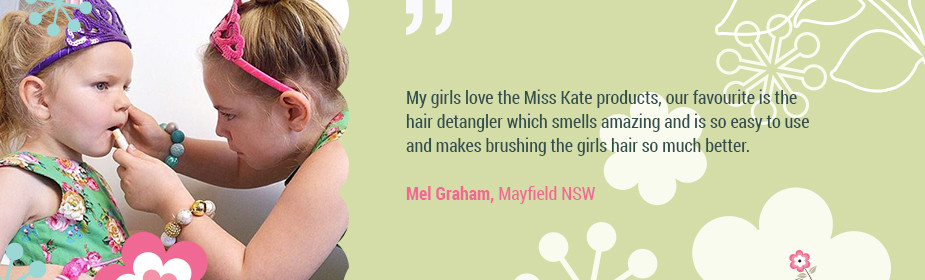 My girls love the Miss Kate products, our favourite is the
hair detangler which smells amazing and is so easy to use
and makes brushing the girls hair so much better.
Mel Graham, Mayfield NSW